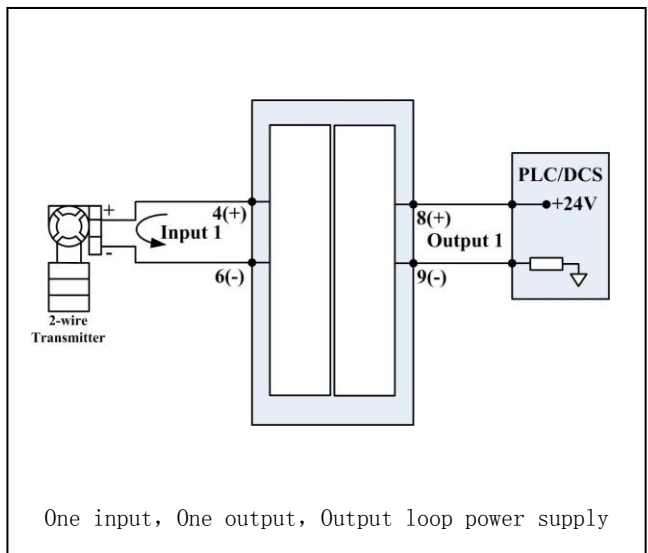 PLC/DCS
+24V
4(+)
8(+)
+
Input 1
Output 1
-
6(-)
9(-)
2-wire
Transmitter
One input, One output, Output loop power supply